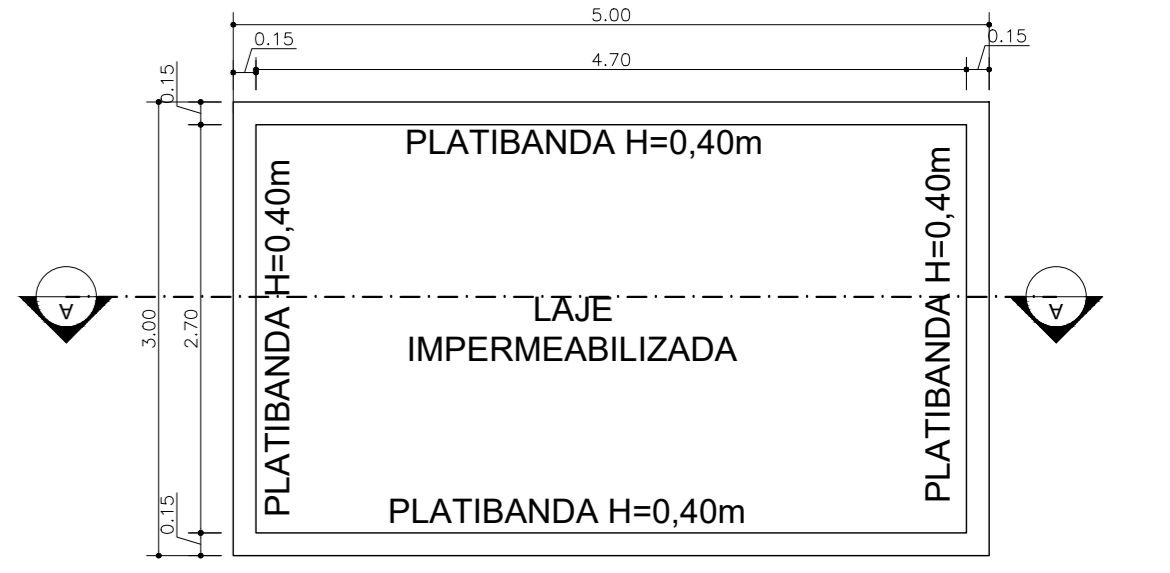 5.00
0.15
4.70
0.15
0.15
PLATIBANDA H=0,40m
PLATIBANDA H=0,40m
PLATIBANDA H=0,40m
A
3.00
2.70
LAJE
IMPERMEABILIZADA
A
0.15
PLATIBANDA H=0,40m